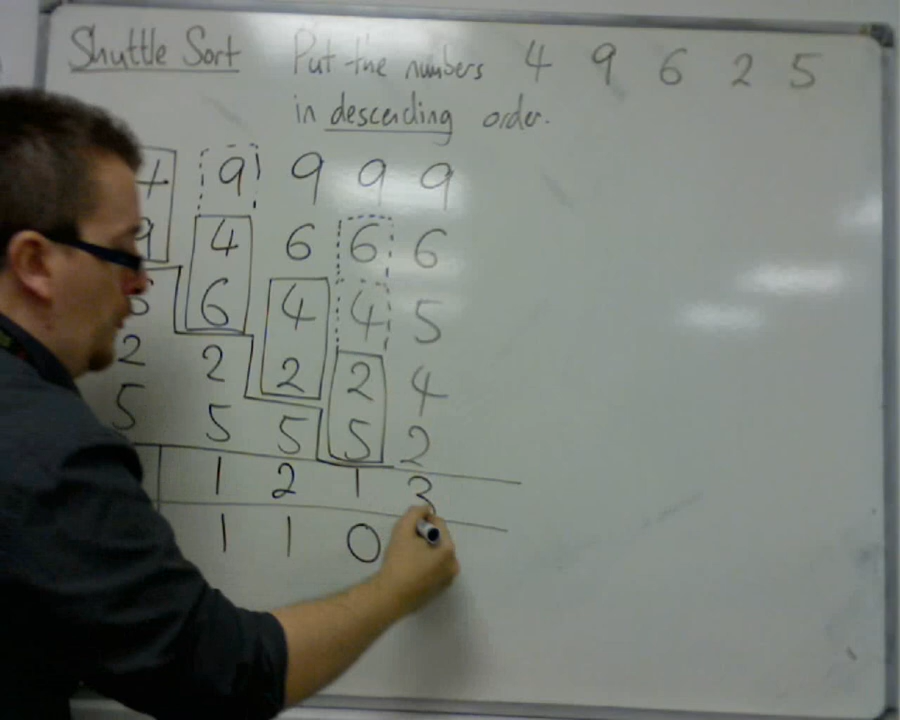 Shuttle Sort Put the numbers 4 9 6 2 5
in descending order.
9 9 9 9
9 4 6 6 6
6 4 4 5
2 2 2 2 4
5 5 5 5 2
1 2 1 3
1 1 0